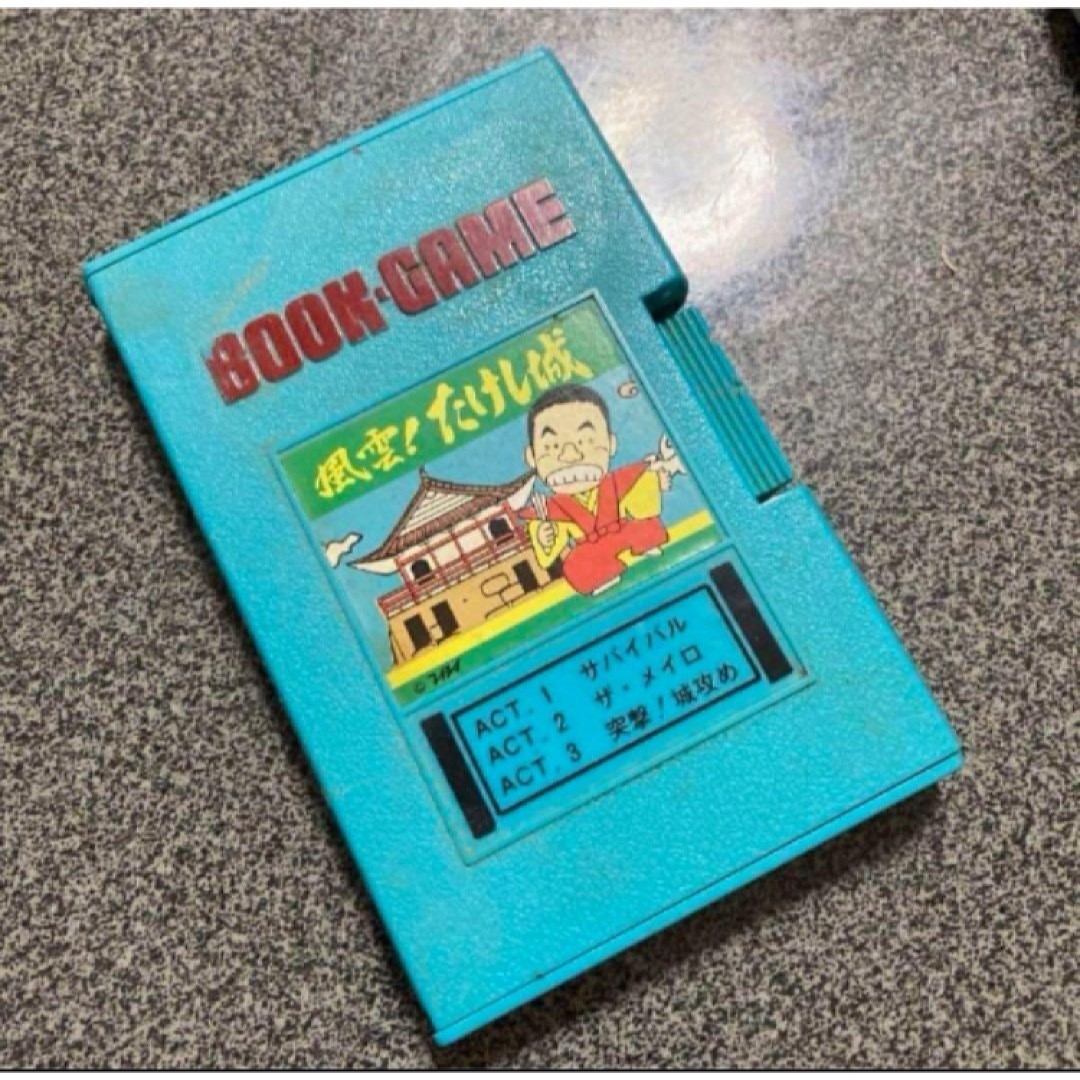 BOOK-GAME
風雲!たけし城
ACT. 1 サバイバル
ACT. 2 ザ・メイロ
ACT. 3 突撃!城攻め